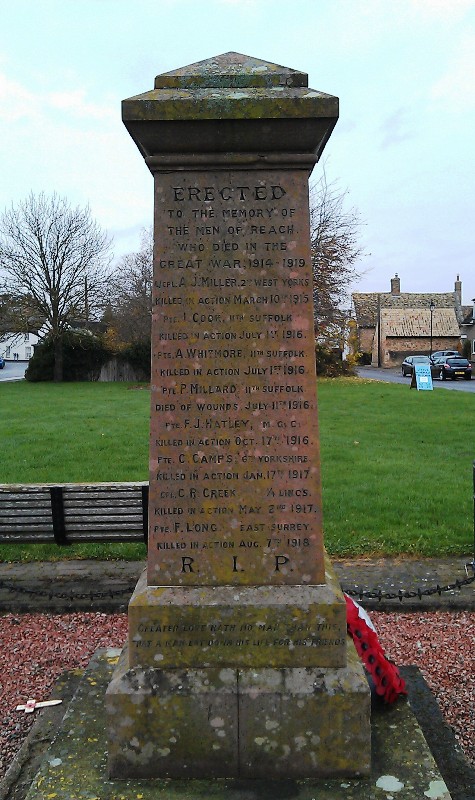 ERECTED
TO THE MEMORY OF
THE MEN OF REACH
WHO DIED IN THE
GREAT WAR. 1914-1919.
A.J. MILLER. 2ND WEST YORKS
KILLED IN ACTION MARCH 10TH 1915
PTE I. COOK, 11TH SUFFOLK
KILLED IN ACTION JULY 1ST 1916.
PTE. A. WHITMORE. 11TH SUFFOLK
KILLED IN ACTION JULY 1ST 1916
PTE P. MILLARD 11TH SUFFOLK
DIED OF WOUNDS JULY 11TH 1916
PTE. F.J. HATLEY, M.G.C.
KILLED IN ACTION OCT. 17TH 1916.
PTE. C. CAMPS, 6TH YORKSHIRE.
KILLED IN ACTION JAN. 17TH 1917.
CPL. C R. CREEK ¼ LINCS.
KILLED IN ACTION MAY 2ND 1917.
PTE F. LONG EAST SURREY.
KILLED IN ACTION AUG. 7TH 1918.
R. I. P.
GREATER LOVE HATH NO MAN THAN THIS,
THAT A MAN LAY DOWN HIS LIFE FOR HIS FRIENDS